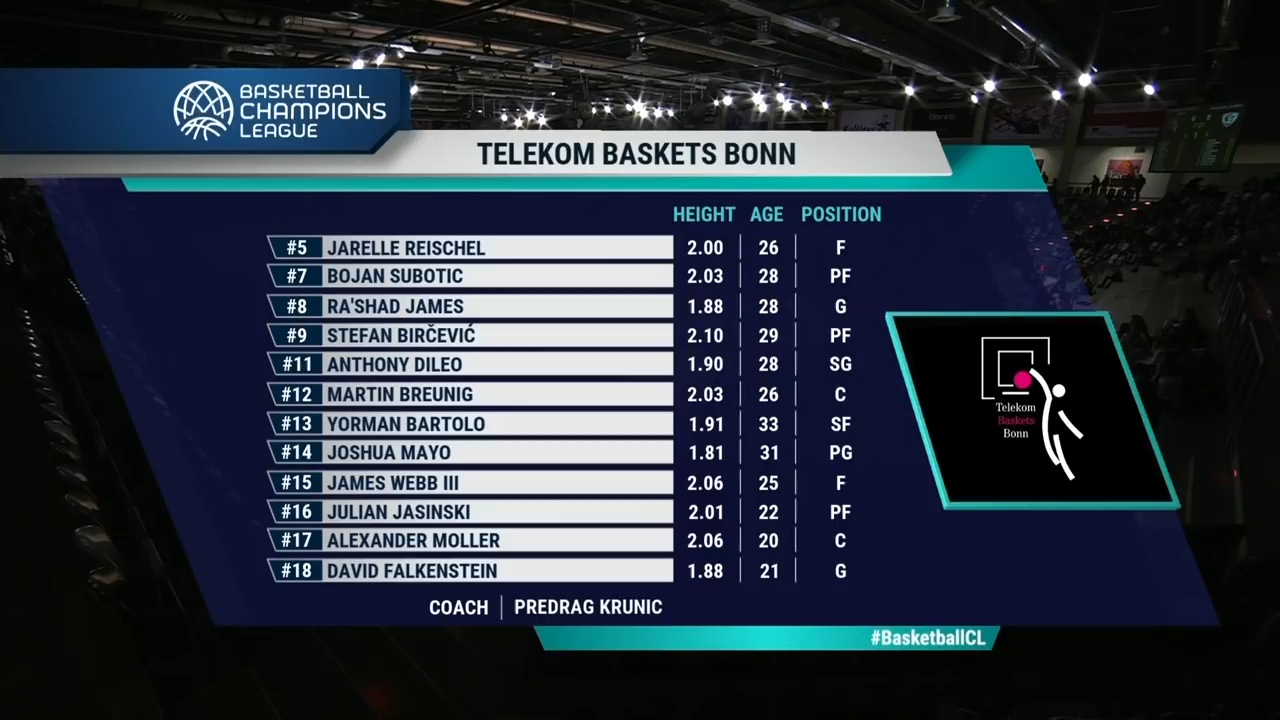 BASKETBALL
CHAMPIONS
LEAGUE
TELEKOM BASKETS BONN
HEIGHT AGE POSITION
#5 JARELLE REISCHEL 2.00 26 F
#7 BOJAN SUBOTIC 2.03 28 PF
#8 RA'SHAD JAMES 1.88 28 G
#9 STEFAN BIRČEVIĆ 2.10 29 PF
#11 ANTHONY DILEO 1.90 28 SG
#12 MARTIN BREUNIG 2.03 26 C
#13 YORMAN BARTOLO 1.91 33 SF
#14 JOSHUA MAYO 1.81 31 PG
#15 JAMES WEBB III 2.06 25 F
#16 JULIAN JASINSKI 2.01 22 PF
#17 ALEXANDER MOLLER 2.06 20 C
#18 DAVID FALKENSTEIN 1.88 21 G
COACH PREDRAG KRUNIC
Telekom
Baskets
Bonn
#BasketballCL